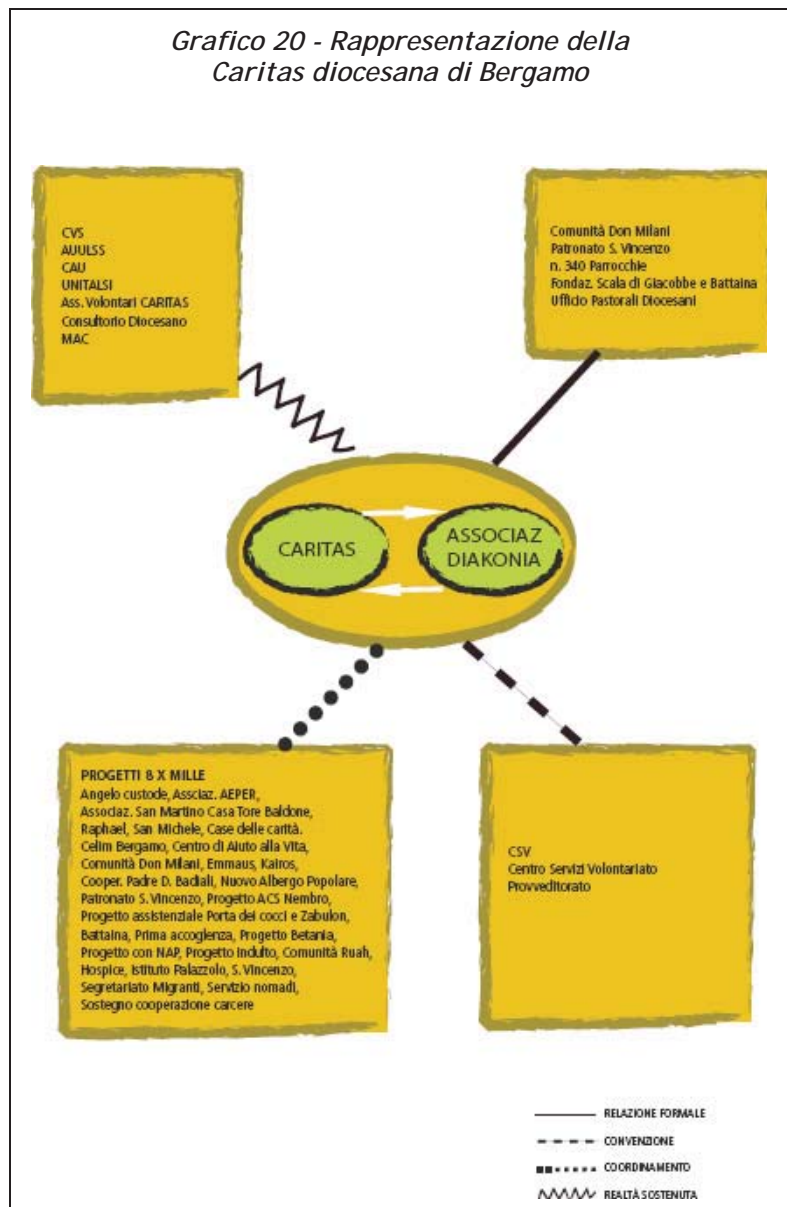 Grafico 20 - Rappresentazione della
Caritas diocesana di Bergamo
CVS
AUULSS
CAU
UNITALSI
Ass. Volontari CARITAS
Consultorio Diocesano
MAC
Comunità Don Milani
Patronato S. Vincenzo
n. 340 Parrocchie
Fondaz. Scala di Giacobbe e Battaina
Ufficio Pastorali Diocesani
CARITAS
ASSOCIAZ
DIAKONIA
PROGETTI 8 X MILLE
Angelo custode, Assciaz. AEPER,
Associaz. San Martino Casa Tore Baldone,
Raphael, San Michele, Case delle carità.
Celim Bergamo, Centro di Aiuto alla Vita,
Comunità Don Milani, Emmaus, Kairos,
Cooper. Padre D. Badiali, Nuovo Albergo Popolare,
Patronato S. Vincenzo, Progetto ACS Nembro,
Progetto assistenziale Porta dei cocci e Zabulon,
Battaina, Prima accoglenza, Progetto Betania,
Progetto con NAP, Progetto Indulto, Comunità Ruah,
Hospice, Istituto Palazzolo, S. Vincenzo,
Segretariato Migranti, Servizio nomadi,
Sostegno cooperazione carcere
CSV
Centro Servizi Volontariato
Provveditorato
RELAZIONE FORMALE
CONVENZIONE
COORDINAMENTO
REALTÀ SOSTENUTA